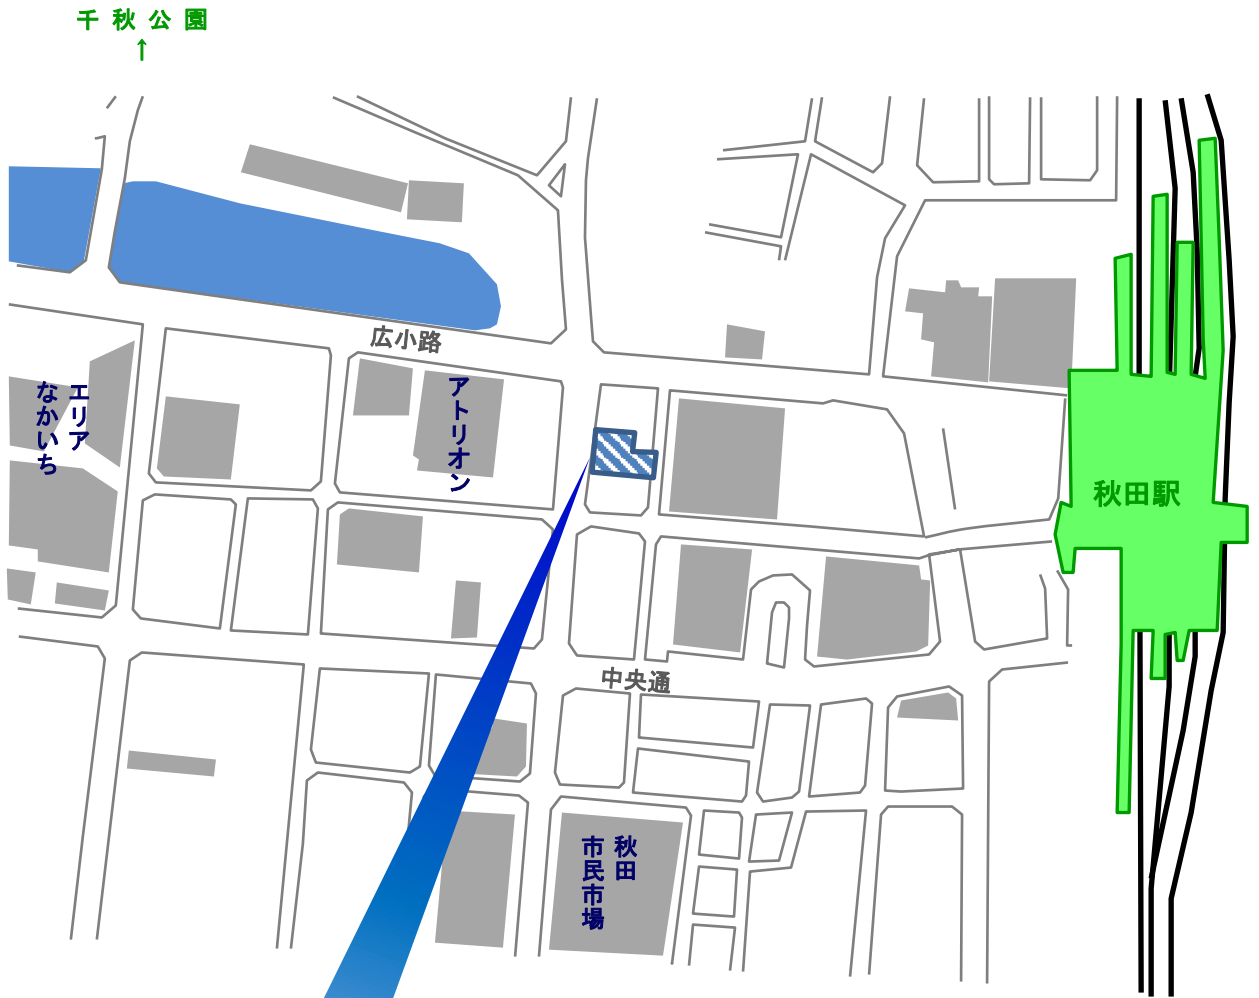 千秋公園
↑
広小路
アトリオン
エリア
なかいち
秋田駅
中央通
秋田
市民市場